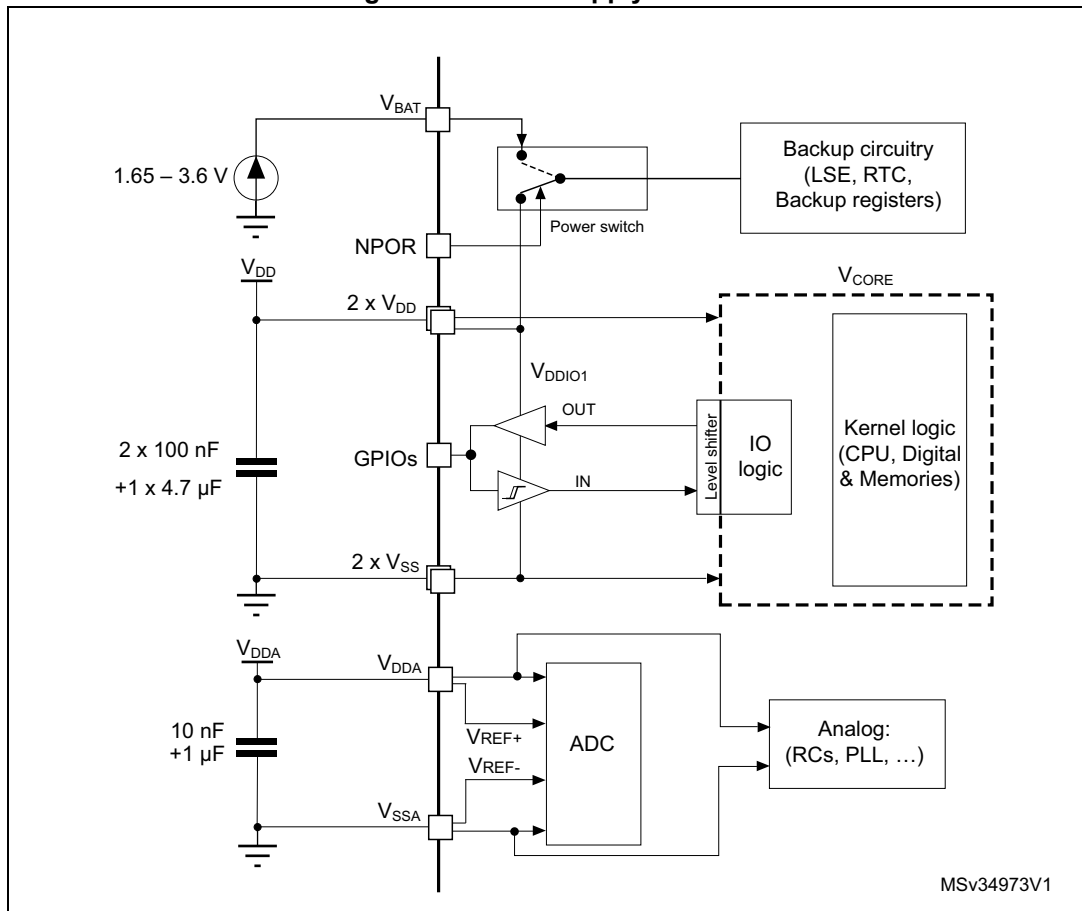 VBAT
1.65 – 3.6 V
Power switch
Backup circuitry
(LSE, RTC,
Backup registers)
NPOR
VDD
2 x VDD
VCORE
VDDIO1
OUT
IN
GPIOs
Level shifter
IO
logic
Kernel logic
(CPU, Digital
& Memories)
2 x 100 nF
+1 x 4.7 µF
2 x VSS
VDDA
VDDA
10 nF
+1 µF
VREF+
VREF-
ADC
Analog:
(RCs, PLL, …)
VSSA
MSv34973V1